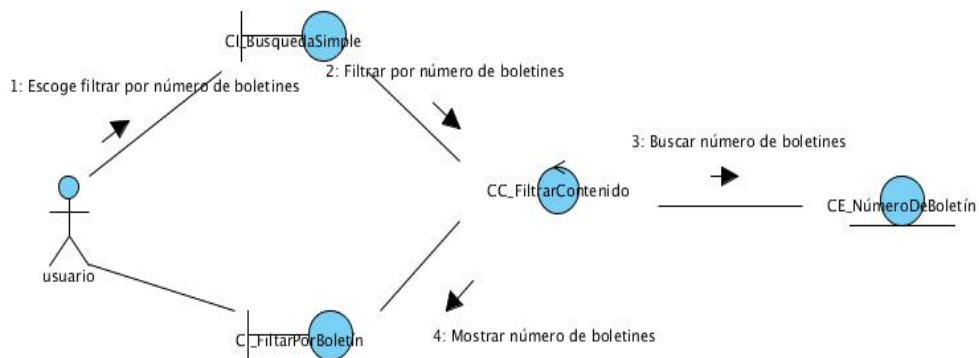 CI_BusquedaSimple
1: Escoge filtrar por número de boletines
2: Filtrar por número de boletines
3: Buscar número de boletines
CC_FiltrarContenido
CE_NúmeroDeBoletín
usuario
CI_FiltarPorBoletín
4: Mostrar número de boletines